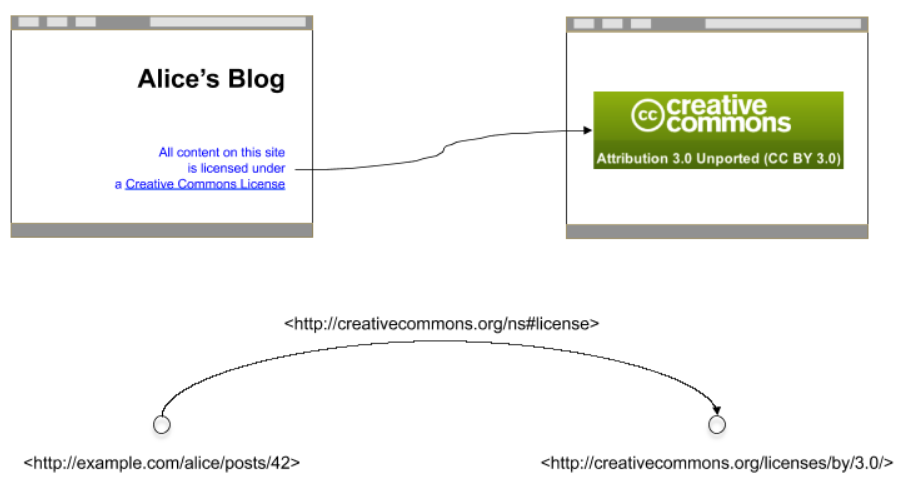 Alice's Blog
All content on this site
is licensed under
a Creative Commons License
cc creative
commons
Attribution 3.0 Unported (CC BY 3.0)
<http://creativecommons.org/ns#license>
<http://example.com/alice/posts/42>
<http://creativecommons.org/licenses/by/3.0/>